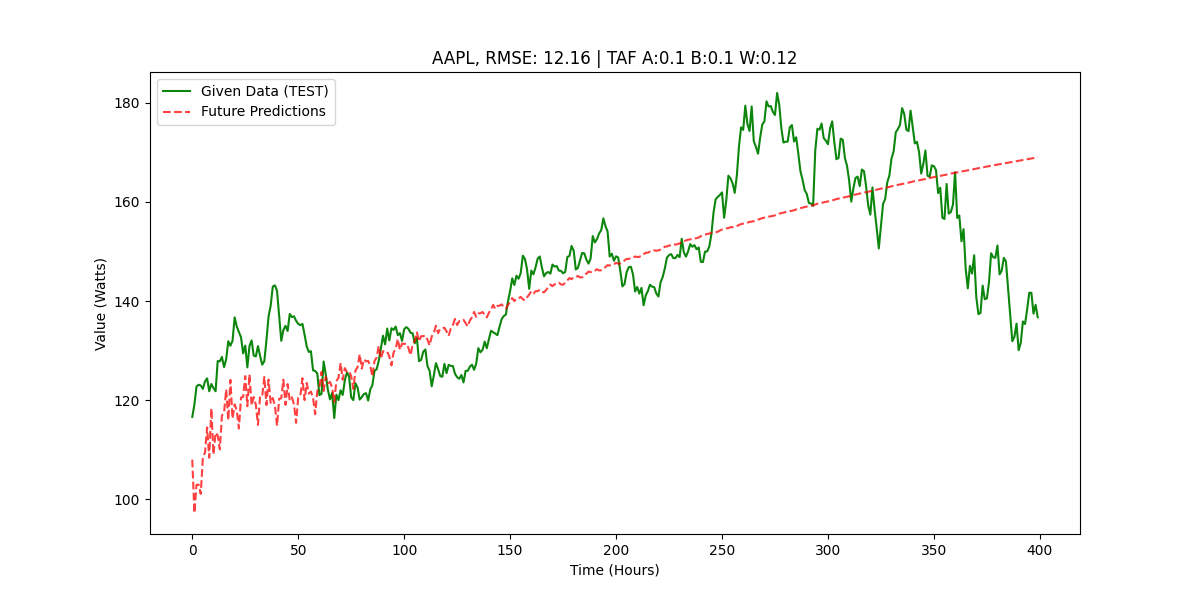 AAPL, RMSE: 12.16 | TAF A:0.1 B:0.1 W:0.12
Given Data (TEST)
Future Predictions
180
160
140
120
100
Value (Watts)
0 50 100 150 200 250 300 350 400
Time (Hours)